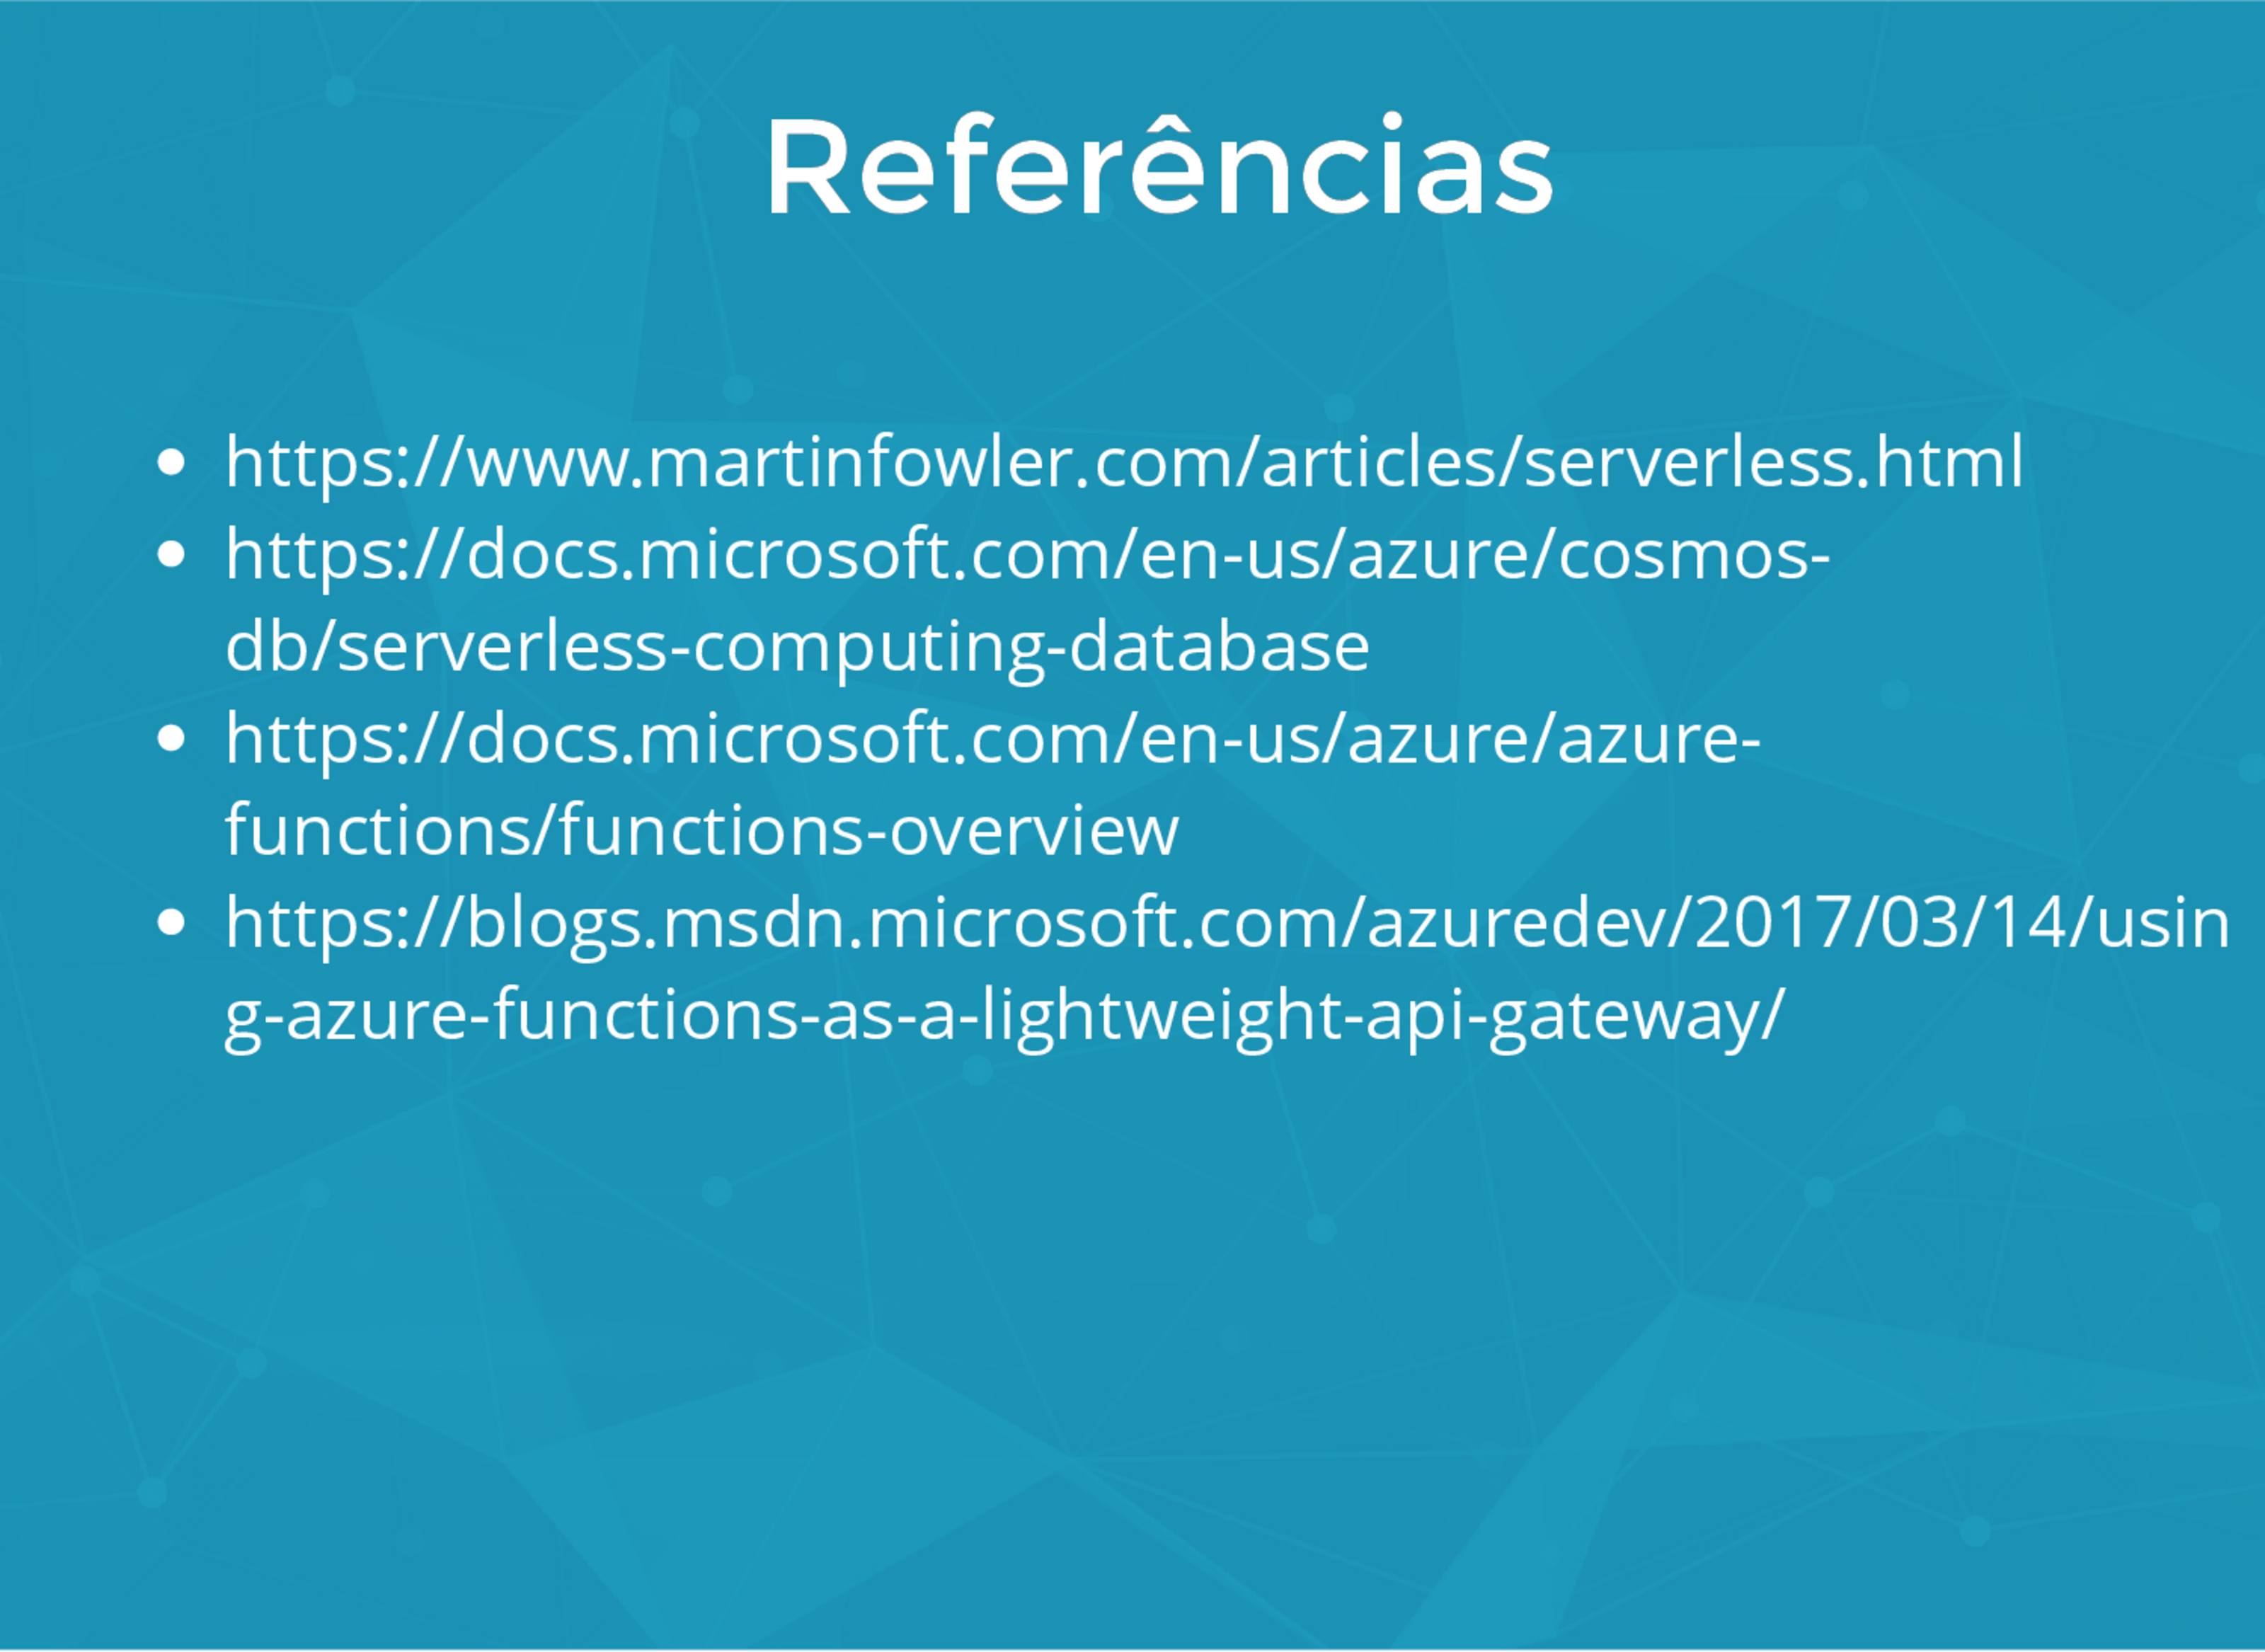 Referências
• https://www.martinfowler.com/articles/serverless.html
• https://docs.microsoft.com/en-us/azure/cosmos-
db/serverless-computing-database
• https://docs.microsoft.com/en-us/azure/azure-
functions/functions-overview
• https://blogs.msdn.microsoft.com/azuredev/2017/03/14/usin
g-azure-functions-as-a-lightweight-api-gateway/